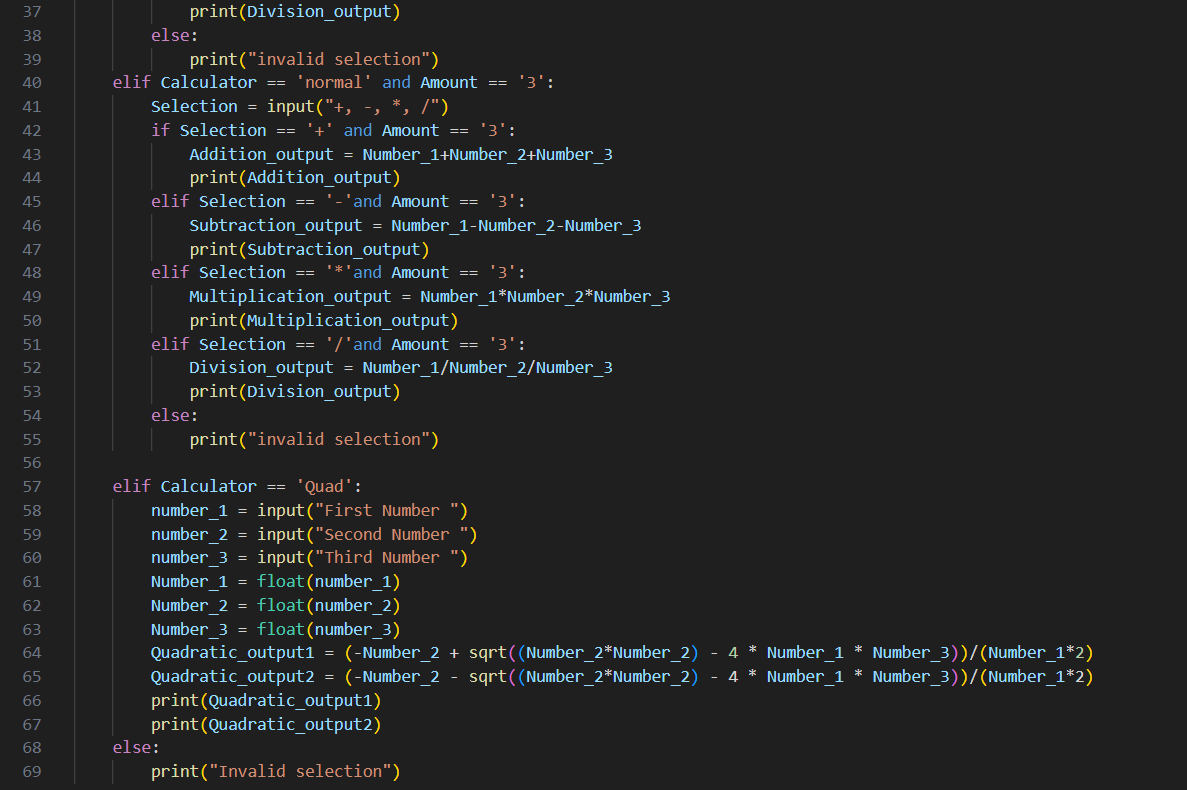 37 print(Division_output)
38 else:
39 print("invalid selection")
40 elif Calculator == 'normal' and Amount == '3':
41 Selection = input("+, -, *, /")
42 if Selection == '+' and Amount == '3':
43 Addition_output = Number_1+Number_2+Number_3
44 print(Addition_output)
45 elif Selection == '-'and Amount == '3':
46 Subtraction_output = Number_1-Number_2-Number_3
47 print(Subtraction_output)
48 elif Selection == '*'and Amount == '3':
49 Multiplication_output = Number_1*Number_2*Number_3
50 print(Multiplication_output)
51 elif Selection == '/'and Amount == '3':
52 Division_output = Number_1/Number_2/Number_3
53 print(Division_output)
54 else:
55 print("invalid selection")
56
57 elif Calculator == 'Quad':
58 number_1 = input("First Number ")
59 number_2 = input("Second Number ")
60 number_3 = input("Third Number ")
61 Number_1 = float(number_1)
62 Number_2 = float(number_2)
63 Number_3 = float(number_3)
64 Quadratic_output1 = (-Number_2 + sqrt((Number_2*Number_2) - 4 * Number_1 * Number_3))/(Number_1*2)
65 Quadratic_output2 = (-Number_2 - sqrt((Number_2*Number_2) - 4 * Number_1 * Number_3))/(Number_1*2)
66 print(Quadratic_output1)
67 print(Quadratic_output2)
68 else:
69 print("Invalid selection")